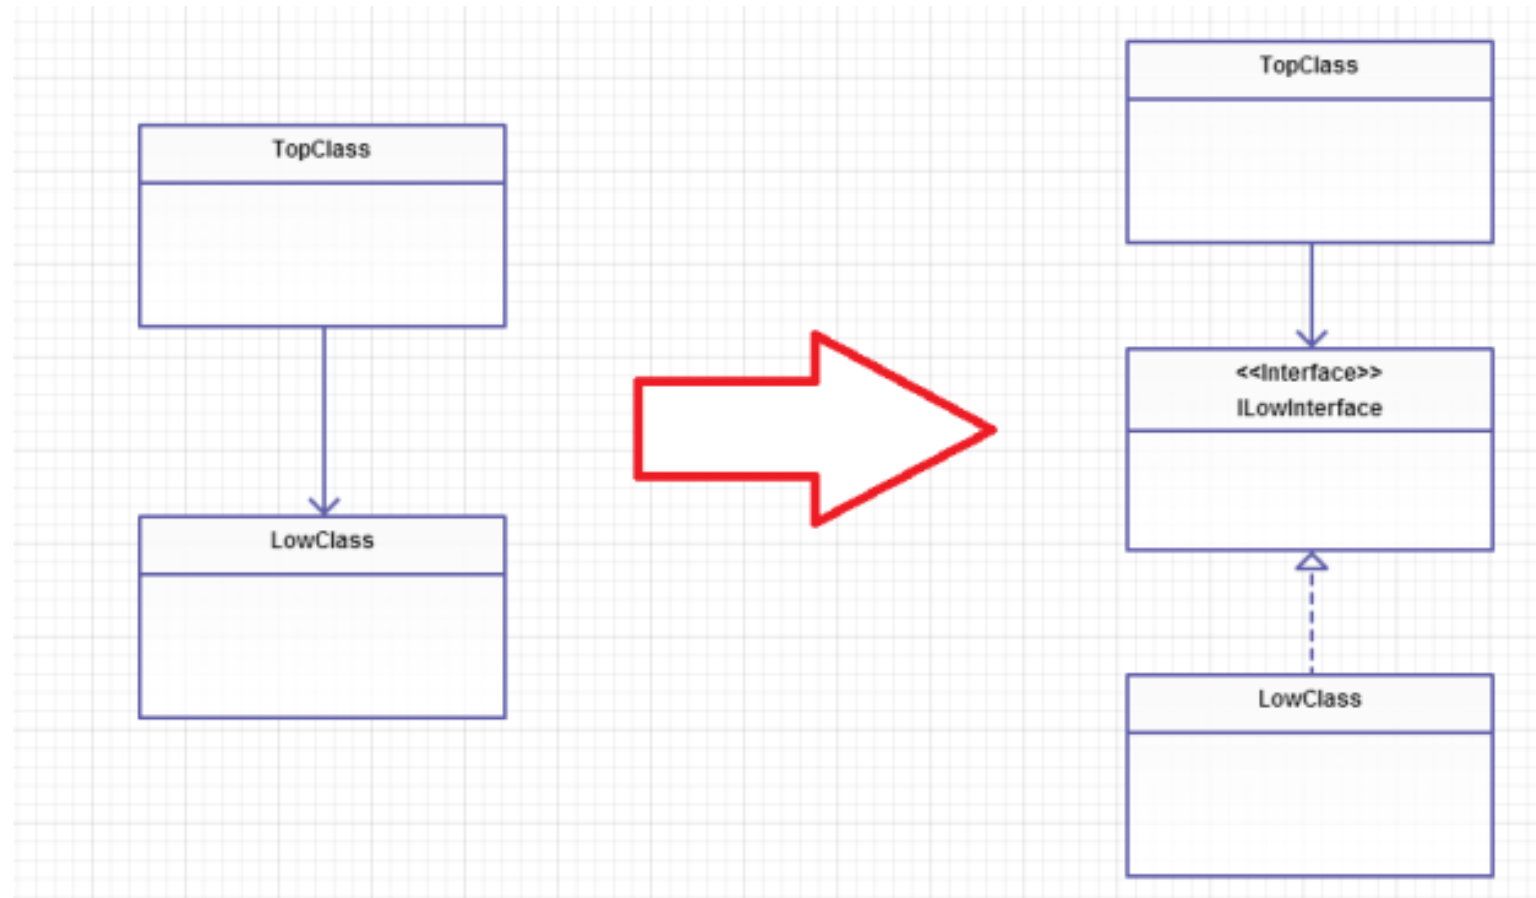 TopClass
LowClass
TopClass
<<Interface>>
ILowInterface
LowClass